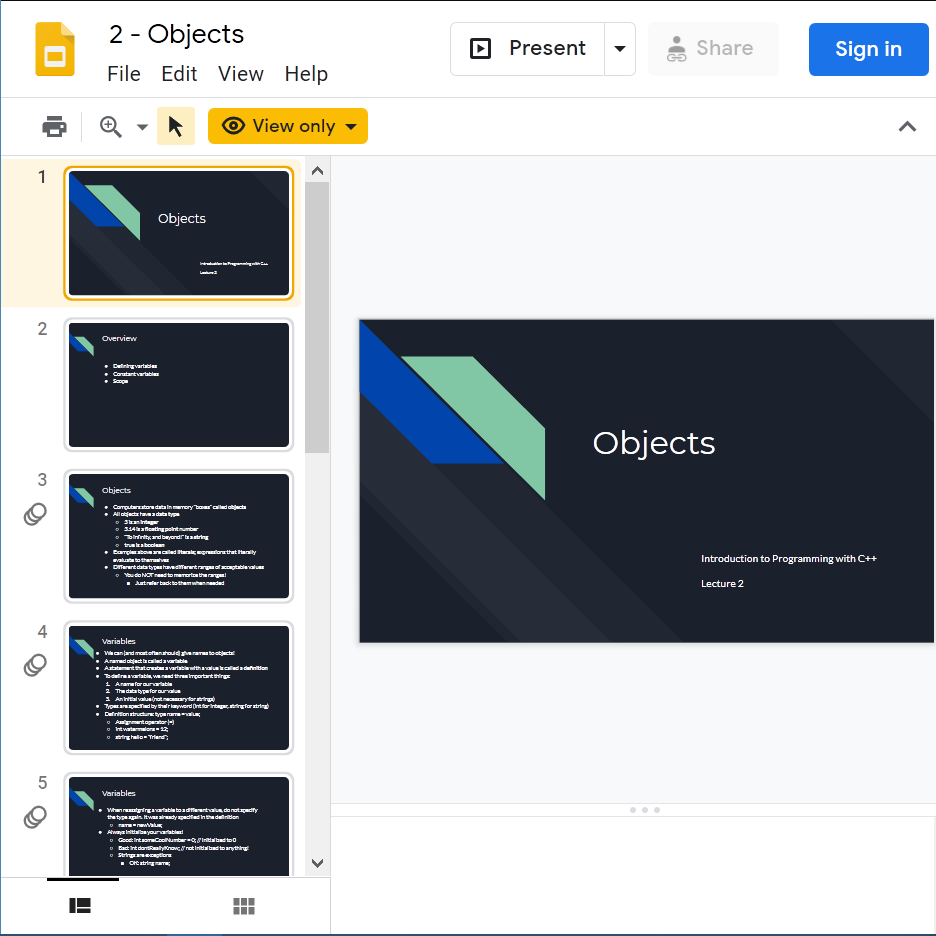 2 - Objects
File Edit View Help
Present
Share
Sign in
View only
1
Objects
Introduction to Programming with C++
Lecture 2
2
Overview
Defining variables
Constant variables
Scope
3
Objects
Computers store data in memory "boxes" called objects
All objects have a data type
3 is an integer
3.14 is a floating point number
"To infinity, and beyond!" is a string
true is a boolean
Examples above are called literals; expressions that literally
evaluate to themselves
Different data types have different ranges of acceptable values
You do NOT need to memorize the ranges!
Just refer back to them when needed
4
Variables
We can (and most often should) give names to objects!
A named object is called a variable
A statement that creates a variable with a value is called a definition
To define a variable, we need three important things:
1. A name for our variable
2. The data type for our value
3. An initial value (not necessary for strings)
Types are specified by their keyword (int for integer, string for string)
Definition structure: type name = value;
Assignment operator (=)
int watermelons = 12;
string hello = "friend";
5
Variables
When reassigning a variable to a different value, do not specify
the type again. It was already specified in the definition
name = newValue;
Always initialize your variables!
Good: int someCoolNumber = 0; // initialized to 0
Bad: int dontReallyKnow; // not initialized to anything!
Strings are exceptions
OK: string name;
Objects
Introduction to Programming with C++
Lecture 2